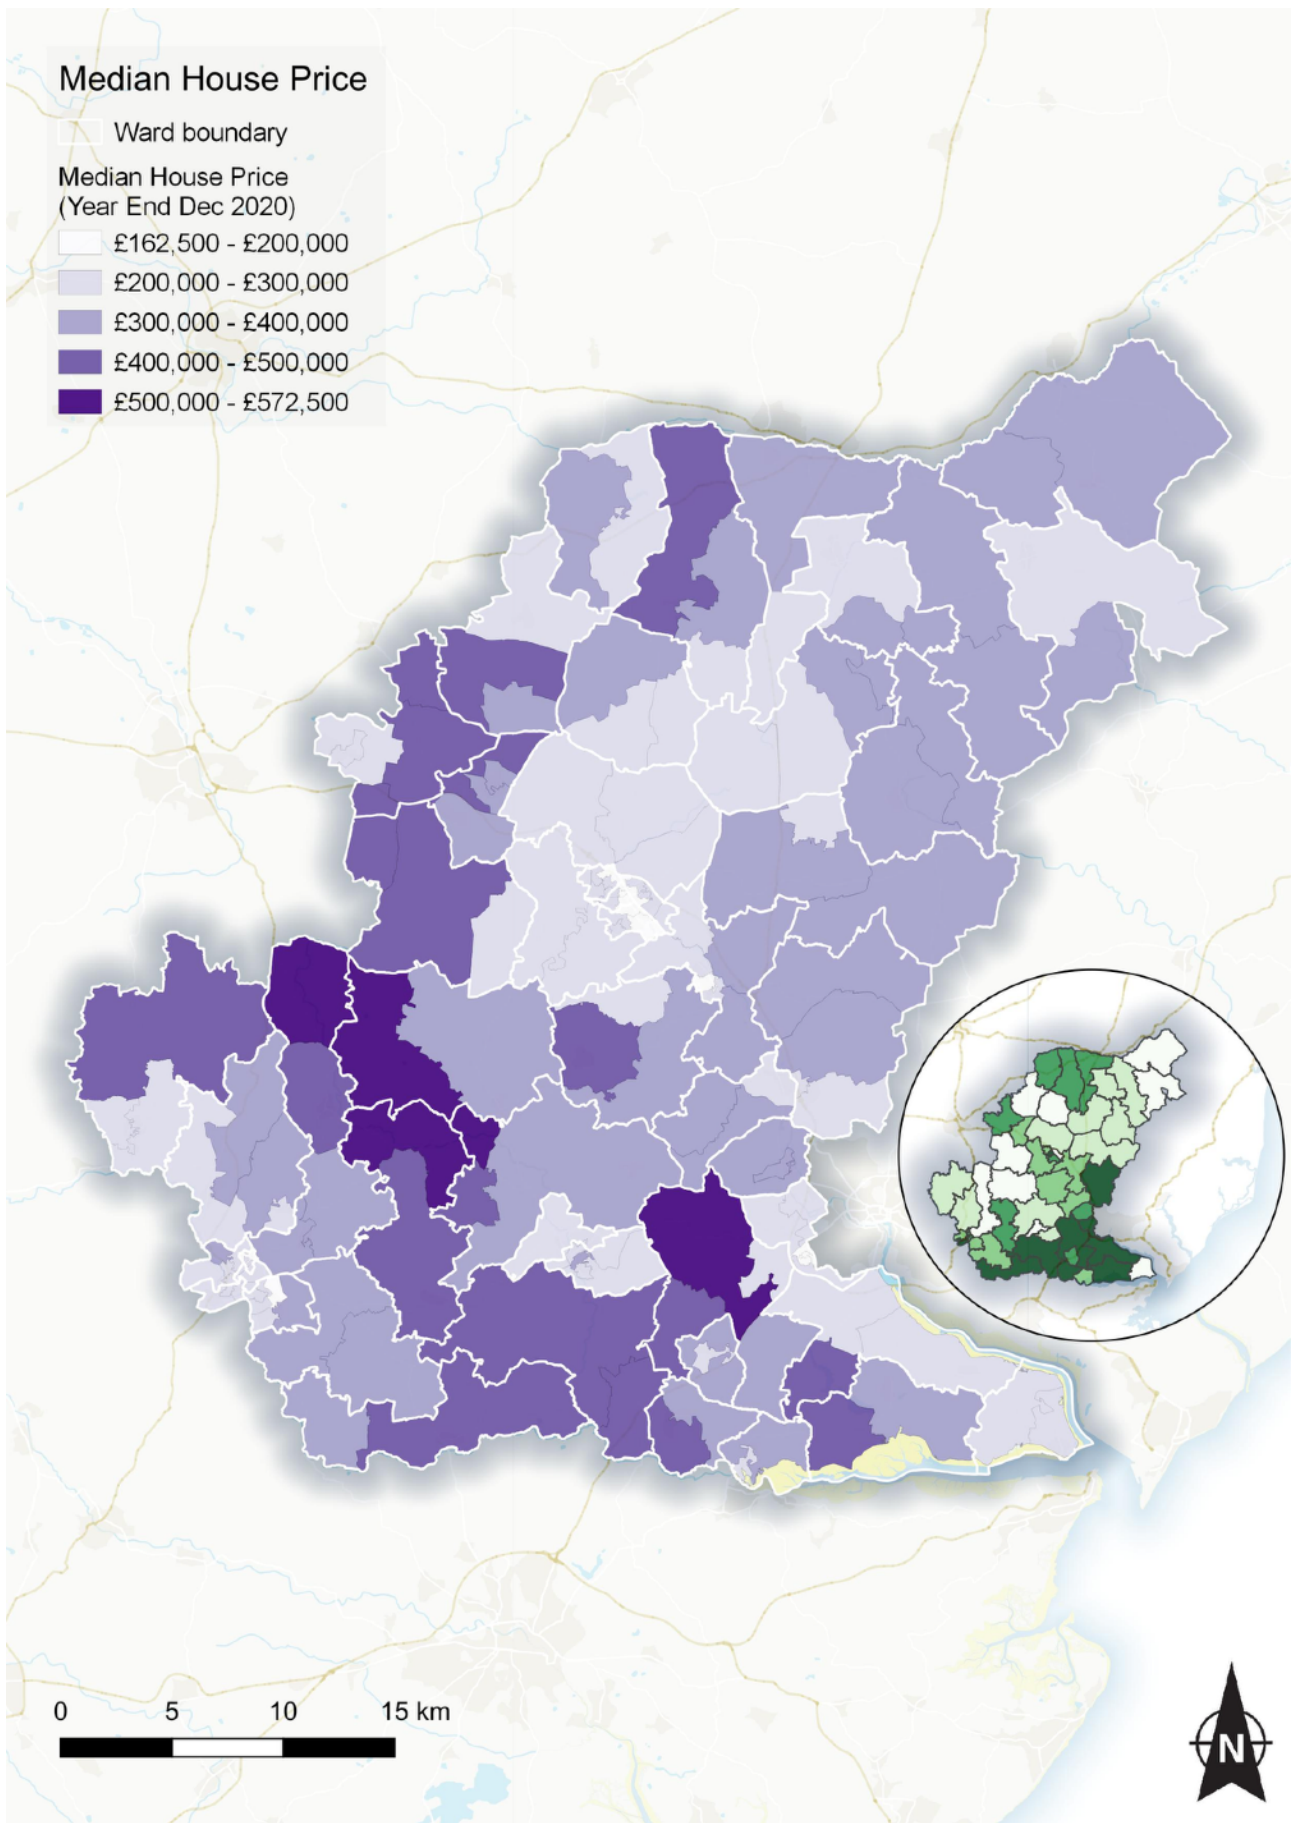 Median House Price
Ward boundary
Median House Price
(Year End Dec 2020)
£162,500 - £200,000
£200,000 - £300,000
£300,000 - £400,000
£400,000 - £500,000
£500,000 - £572,500
0 5 10 15 km
N